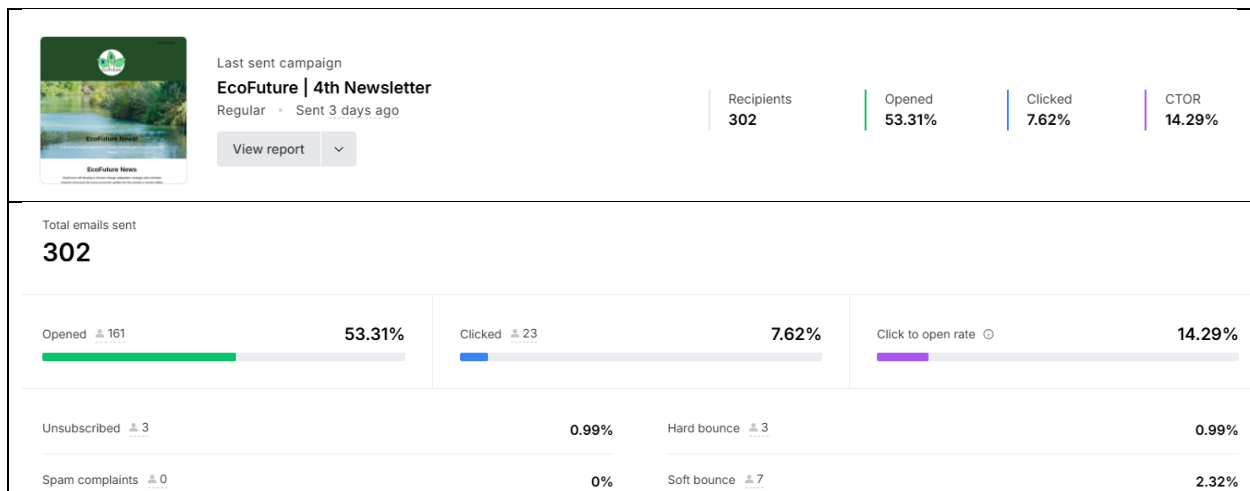 Last sent campaign
EcoFuture | 4th Newsletter
Regular • Sent 3 days ago
View report
Recipients
302
Opened
53.31%
Clicked
7.62%
CTOR
14.29%
EcoFuture News!
EcoFuture News
Total emails sent
302
Opened 161 53.31%
Clicked 23 7.62%
Click to open rate 14.29%
Unsubscribed 3 0.99%
Hard bounce 3 0.99%
Spam complaints 0 0%
Soft bounce 7 2.32%